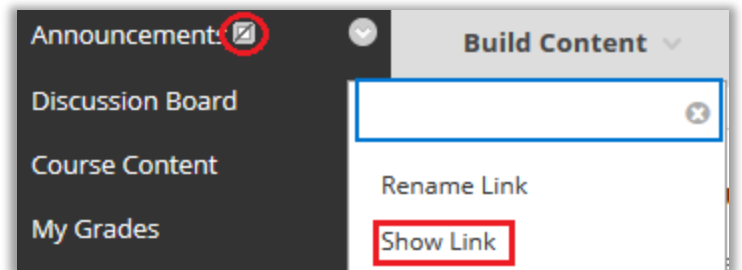 Announcements
Build Content
Discussion Board
Course Content
My Grades
Rename Link
Show Link